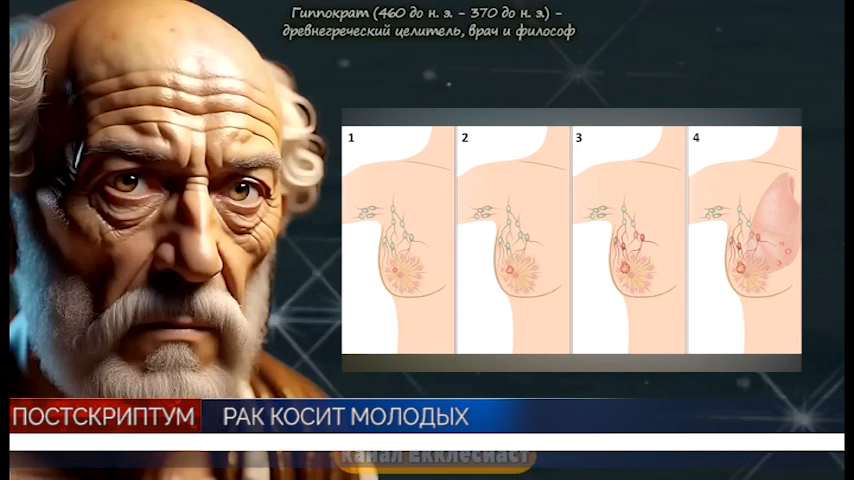 Гиппократ (460 до н. э. - 370 до н. э.) -
древнегреческий целитель, врач и философ
1 2 3 4
ПОСТСКРИПТУМ РАК КОСИТ МОЛОДЫХ
канал Екклесиаст